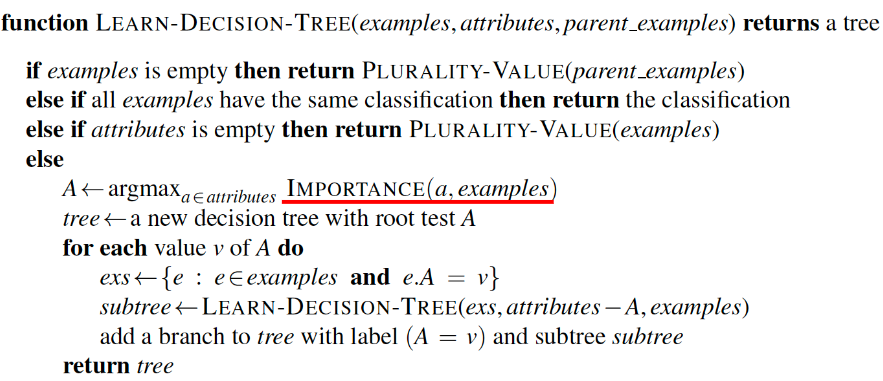 function LEARN-DECISION-TREE(examples, attributes, parent_examples) returns a tree
if examples is empty then return PLURALITY-VALUE(parent_examples)
else if all examples have the same classification then return the classification
else if attributes is empty then return PLURALITY-VALUE(examples)
else
A ← argmax a ∈ attributes IMPORTANCE(a, examples)
tree ← a new decision tree with root test A
for each value v of A do
exs ← {e : e ∈ examples and e.A = v}
subtree ← LEARN-DECISION-TREE(exs, attributes − A, examples)
add a branch to tree with label (A = v) and subtree subtree
return tree